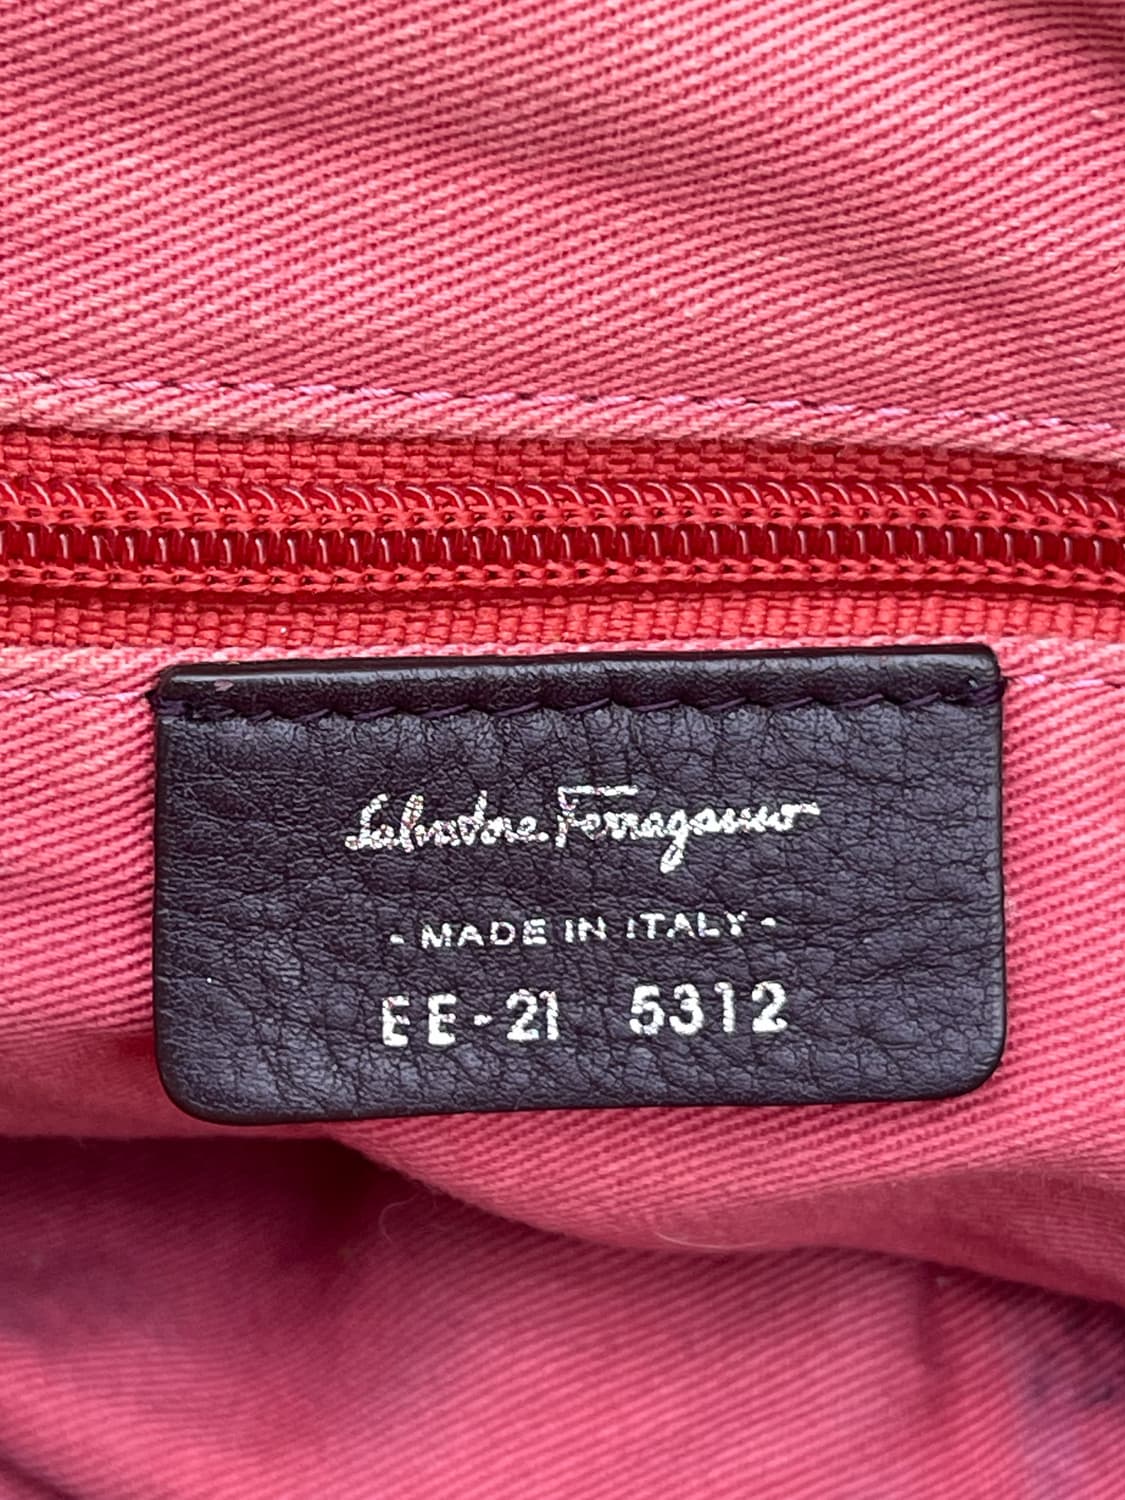 Salvatore Ferragamo
- MADE IN ITALY -
EE-21 5312